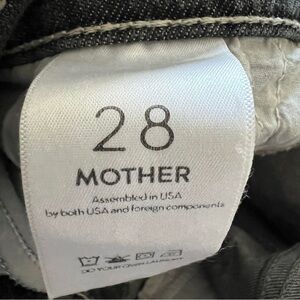 28
MOTHER
Assembled in USA
by both USA and foreign components
DO YOUR OWN LAUNDRY